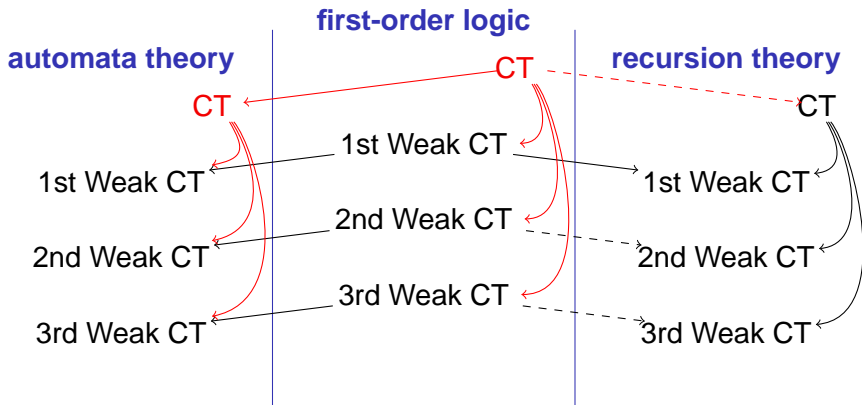 first-order logic
automata theory
recursion theory
CT
CT
CT
1st Weak CT
1st Weak CT
1st Weak CT
2nd Weak CT
2nd Weak CT
2nd Weak CT
3rd Weak CT
3rd Weak CT
3rd Weak CT